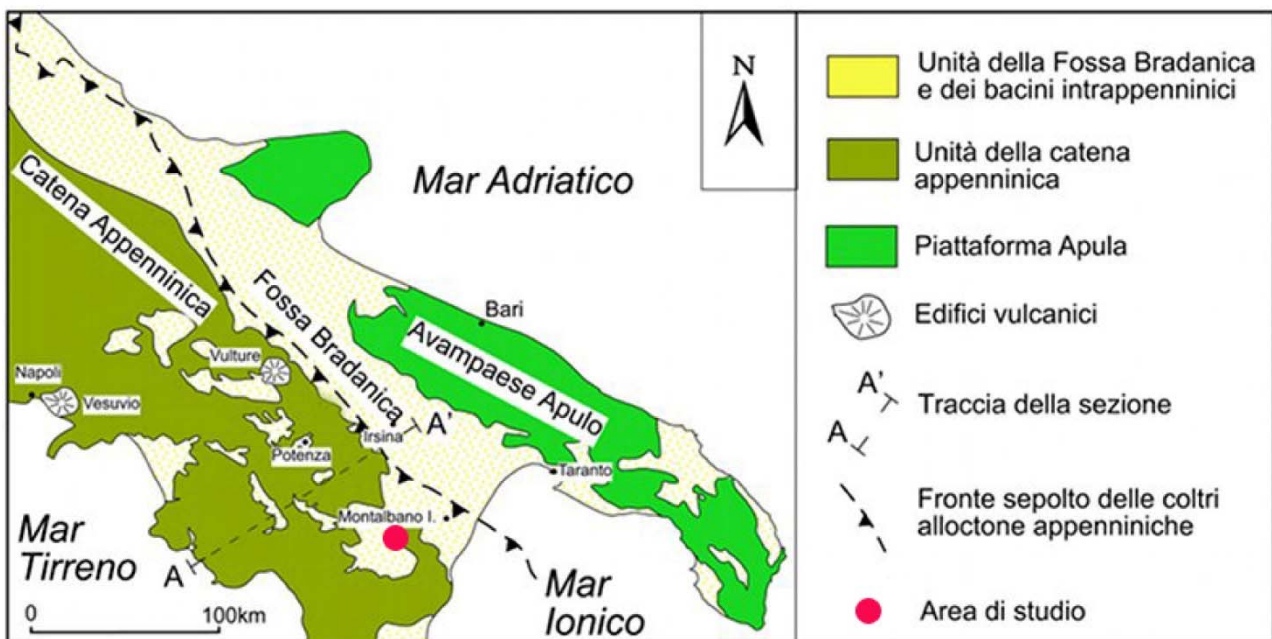 Catena Appenninica
Fossa Bradanica
Avampaese Apulo
Mar Adriatico
N
Bari
Vulture
Napoli
Vesuvio
Irsina
A'
Potenza
Taranto
Montalbano I.
Mar
Tirreno
A
Mar
Ionico
0
100km
Unità della Fossa Bradanica
e dei bacini intrappenninici
Unità della catena
appenninica
Piattaforma Apula
Edifici vulcanici
A'
A
Traccia della sezione
Fronte sepolto delle coltri
alloctone appenniniche
Area di studio